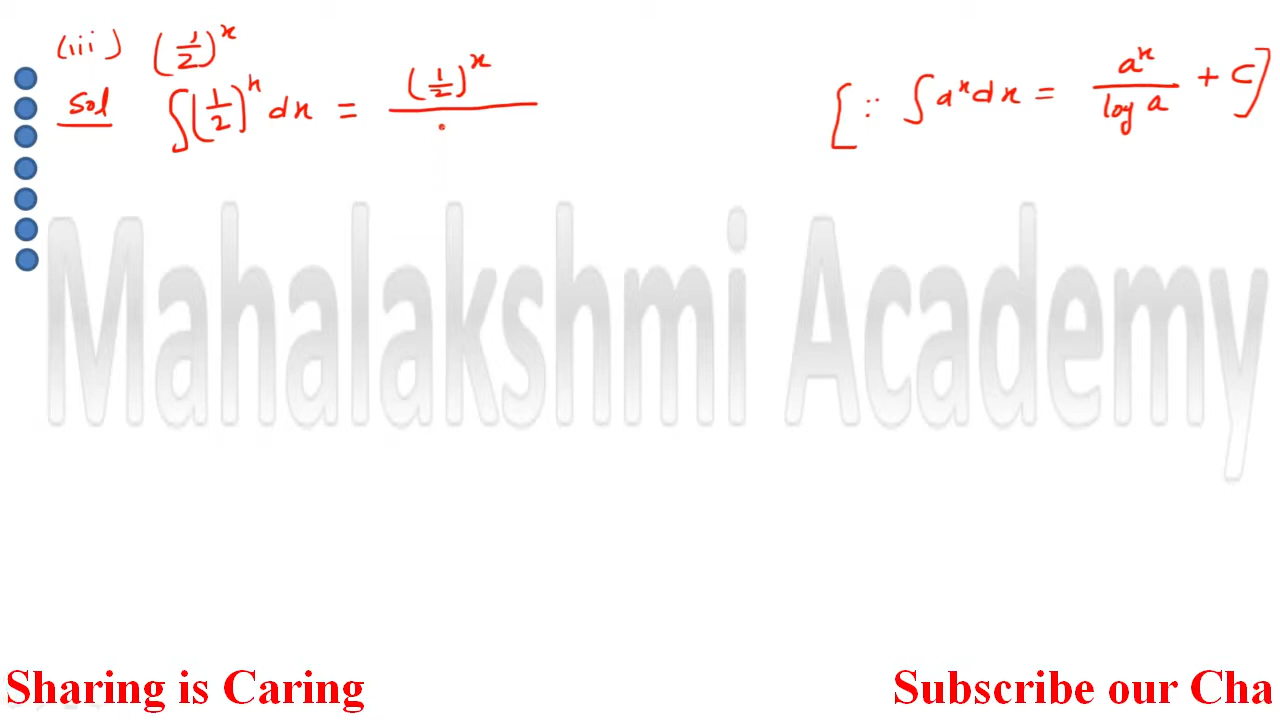 (iii) (1/2)^x
Sol ∫(1/2)^x dx = (1/2)^x / [∵ ∫a^x dx = a^x / log a + C]
Mahalakshmi Academy
Sharing is Caring Subscribe our Cha